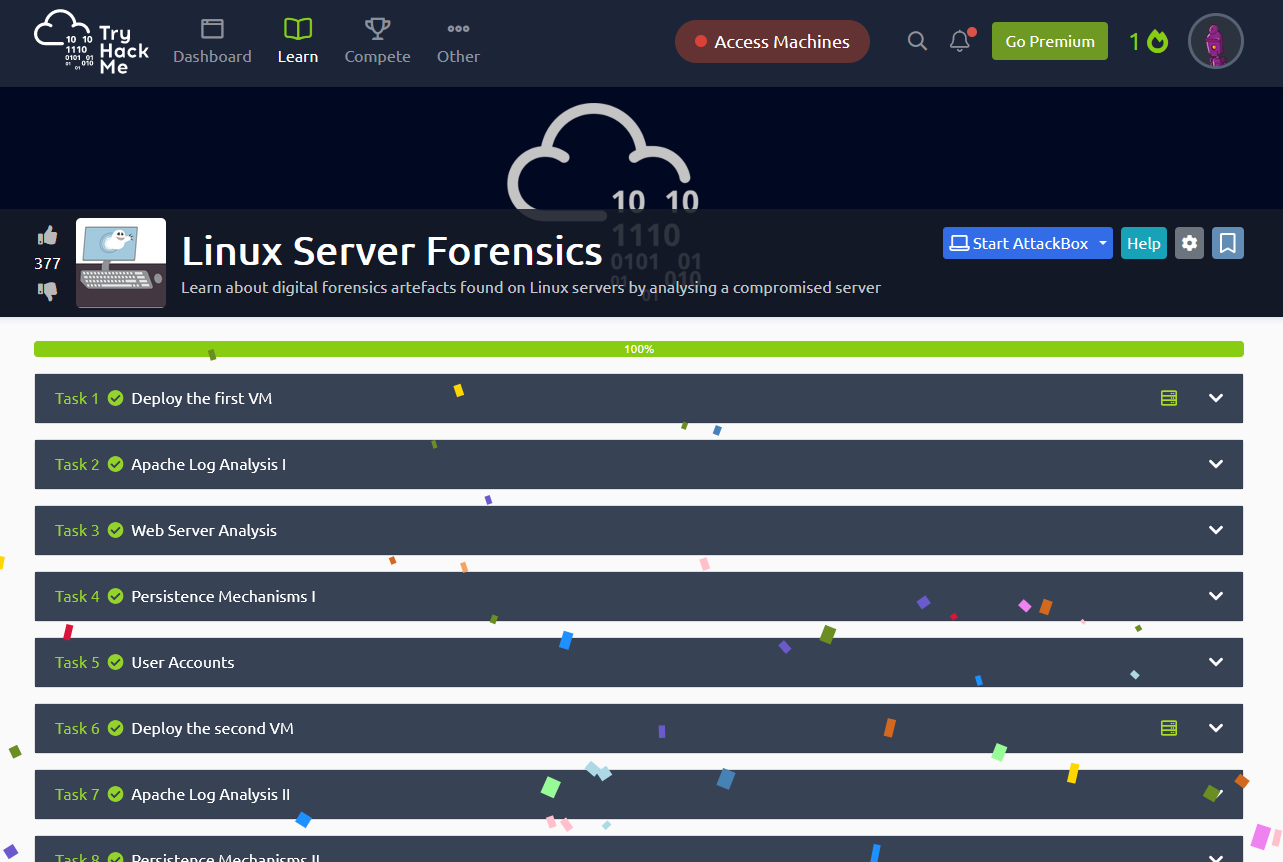 Try
Hack
Me
10 10
1110
0101 01
01 010
01
Dashboard
Learn
Compete
Other
Access Machines
Go Premium
1
10 10
1110
0101 01
01 010
01
377
Linux Server Forensics
Learn about digital forensics artefacts found on Linux servers by analysing a compromised server
Start AttackBox
Help
100%
Task 1 Deploy the first VM
Task 2 Apache Log Analysis I
Task 3 Web Server Analysis
Task 4 Persistence Mechanisms I
Task 5 User Accounts
Task 6 Deploy the second VM
Task 7 Apache Log Analysis II
Task 8 Persistence Mechanisms II